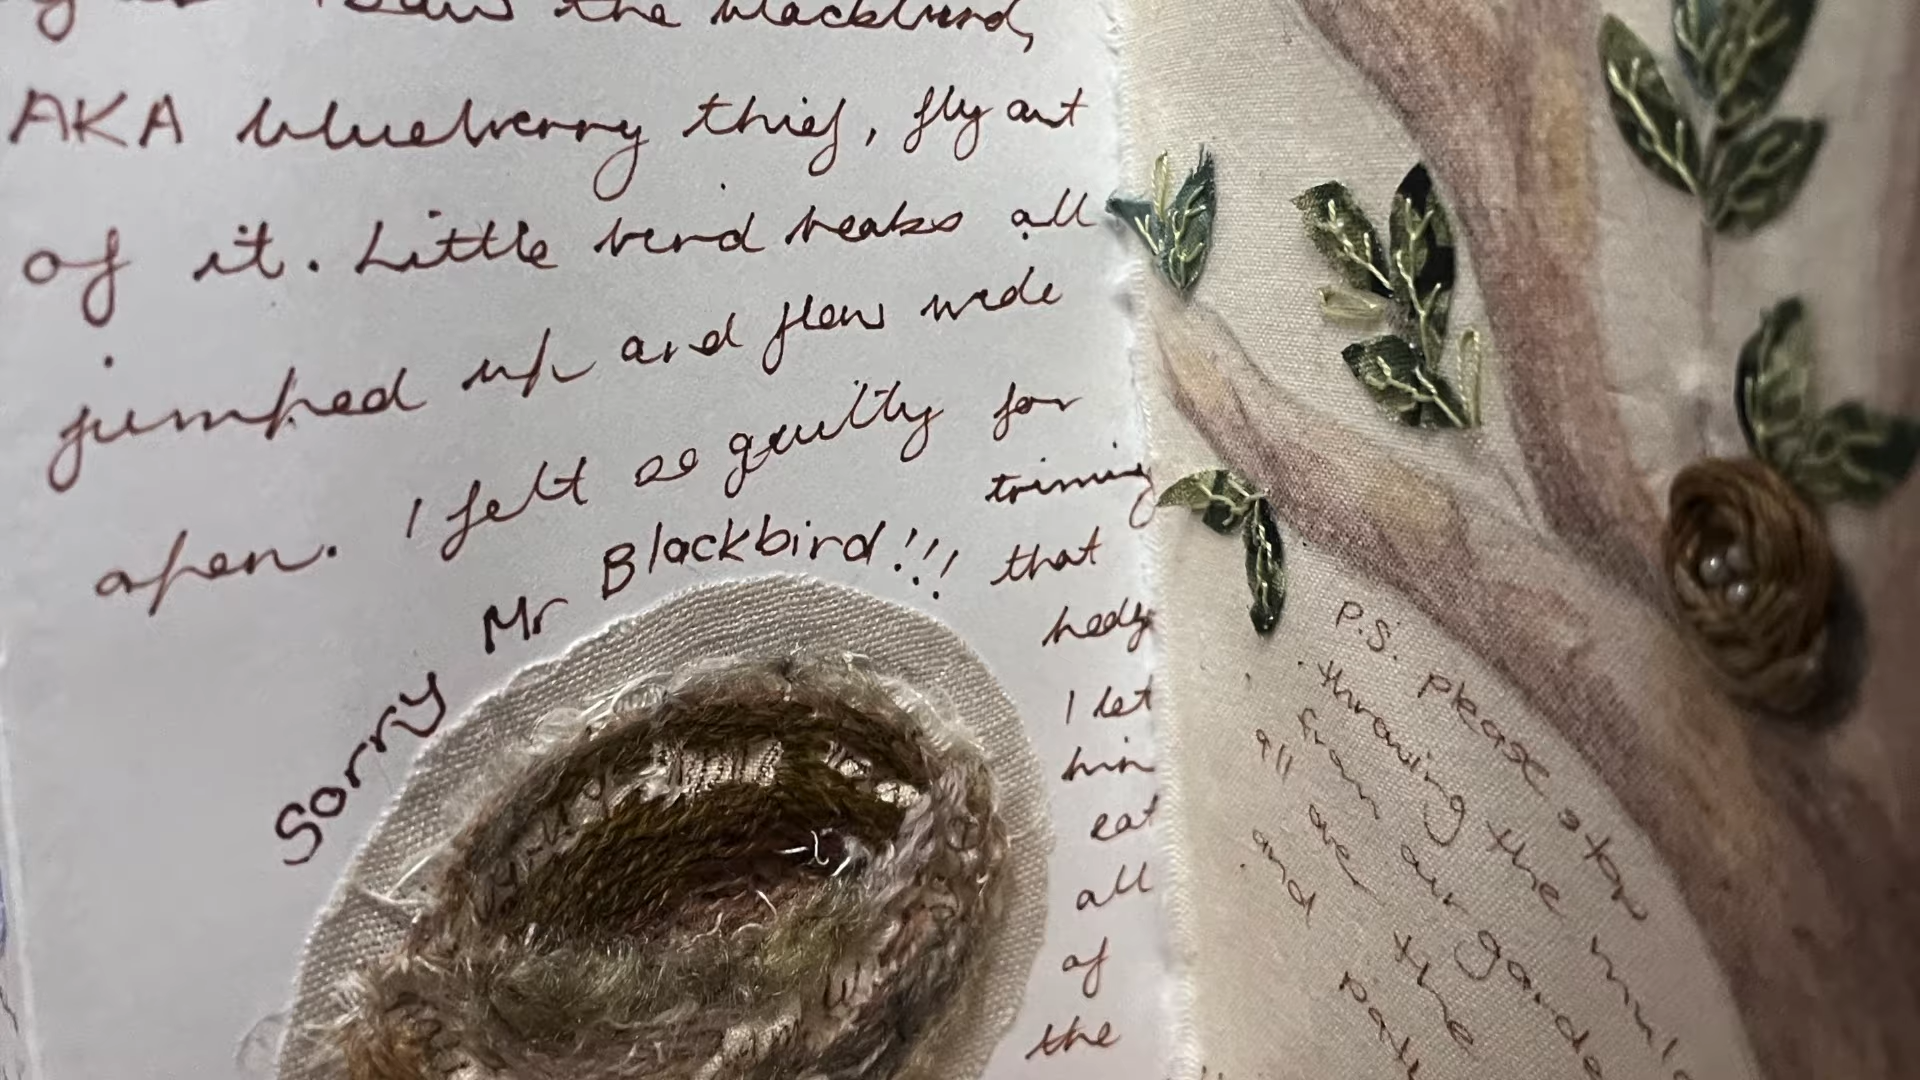 I saw the blackbird,
AKA blueberry thief, fly out
of it. Little bird beaks all
jumped up and flew wide
open. I felt so guilty for
trimming
that
hedge
I let
him
eat
all
of
the
Sorry Mr Blackbird!!!
P.S. please stop
throwing the mulch
from our garden
all over the
and path